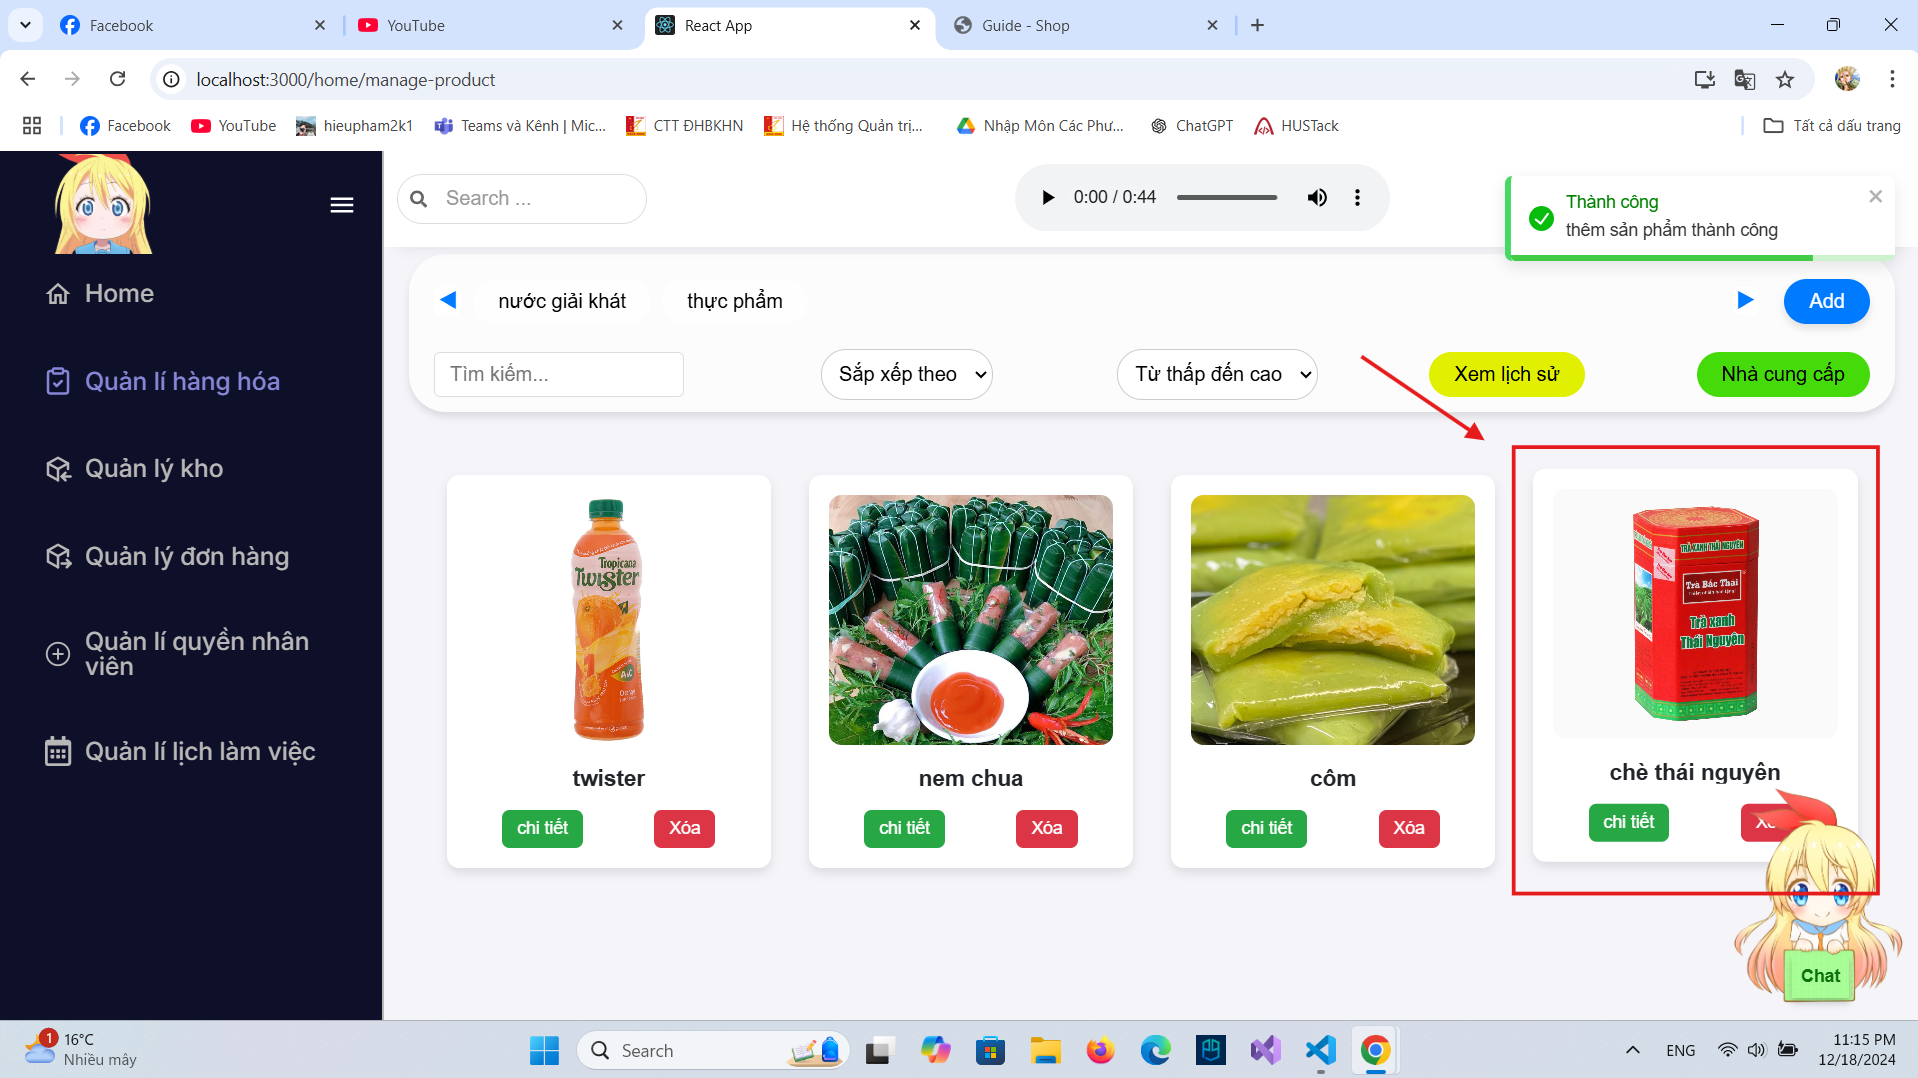 Facebook
YouTube
React App
Guide - Shop
localhost:3000/home/manage-product
Facebook
YouTube
hieupham2k1
Teams và Kênh | Mic...
CTT ĐHBKHN
Hệ thống Quản trị...
Nhập Môn Các Phư...
ChatGPT
HUSTack
Tất cả dấu trang
Search ...
0:00 / 0:44
Thành công
thêm sản phẩm thành công
Home
Quản lí hàng hóa
Quản lý kho
Quản lý đơn hàng
Quản lí quyền nhân
viên
Quản lí lịch làm việc
nước giải khát
thực phẩm
Add
Tìm kiếm...
Sắp xếp theo
Từ thấp đến cao
Xem lịch sử
Nhà cung cấp
Tropicana
Twister
twister
chi tiết
Xóa
nem chua
chi tiết
Xóa
côm
chi tiết
Xóa
TRÀ XANH THÁI NGUYÊN
Trà Bắc Thái
Trà xanh
Thái Nguyên
chè thái nguyên
chi tiết
Chat
1
16°C
Nhiều mây
Search
ENG
11:15 PM
12/18/2024